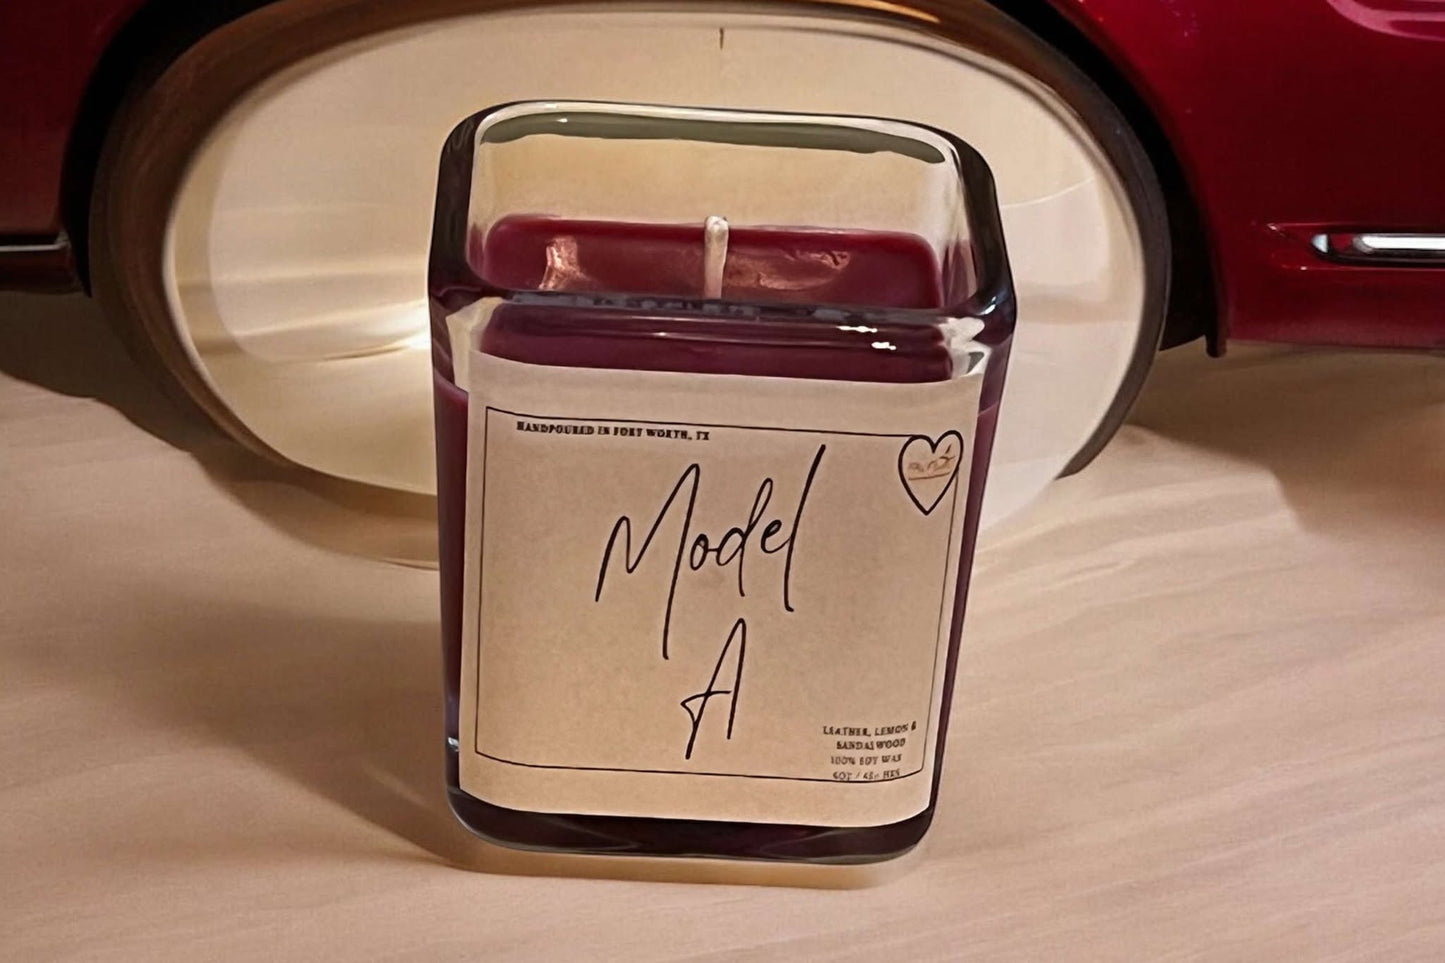 HANDPOURED IN FORT WORTH, TX
Model
A
LEATHER, LEMON &
SANDALWOOD
100% SOY WAX